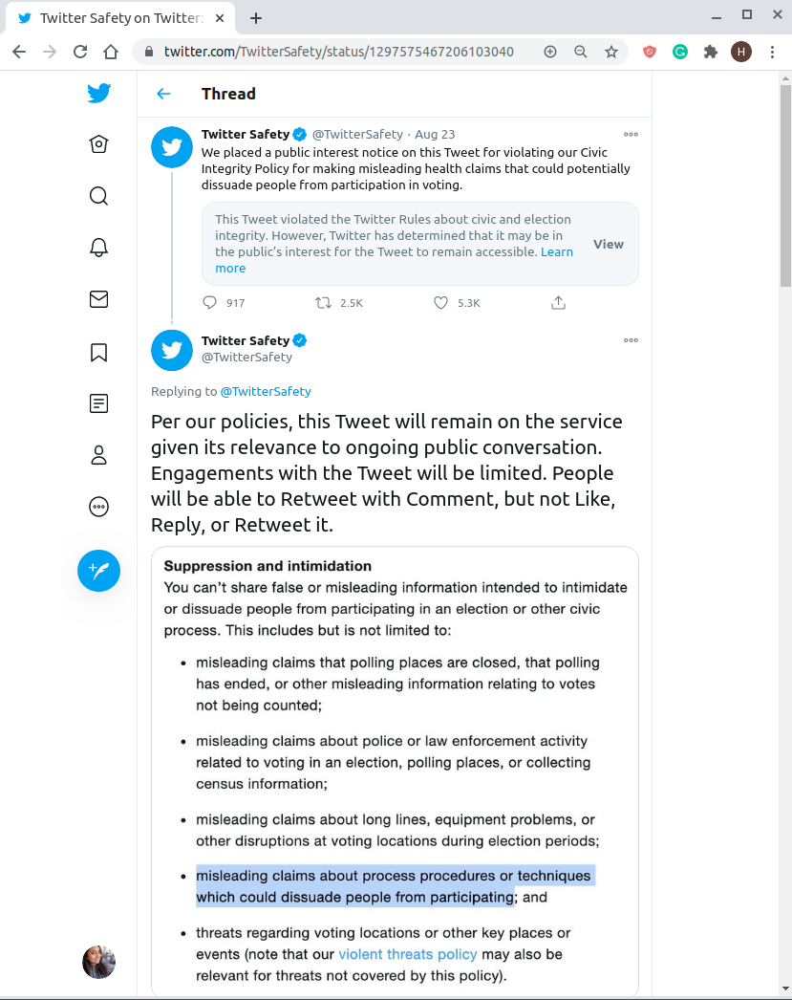 Twitter Safety on Twitter:
twitter.com/TwitterSafety/status/1297575467206103040
H
Thread
Twitter Safety @TwitterSafety · Aug 23
We placed a public interest notice on this Tweet for violating our Civic
Integrity Policy for making misleading health claims that could potentially
dissuade people from participation in voting.
This Tweet violated the Twitter Rules about civic and election
integrity. However, Twitter has determined that it may be in
the public's interest for the Tweet to remain accessible. Learn
more
View
917 2.5K 5.3K
Twitter Safety
@TwitterSafety
Replying to @TwitterSafety
Per our policies, this Tweet will remain on the service
given its relevance to ongoing public conversation.
Engagements with the Tweet will be limited. People
will be able to Retweet with Comment, but not Like,
Reply, or Retweet it.
Suppression and intimidation
You can't share false or misleading information intended to intimidate
or dissuade people from participating in an election or other civic
process. This includes but is not limited to:
• misleading claims that polling places are closed, that polling
has ended, or other misleading information relating to votes
not being counted;
• misleading claims about police or law enforcement activity
related to voting in an election, polling places, or collecting
census information;
• misleading claims about long lines, equipment problems, or
other disruptions at voting locations during election periods;
• misleading claims about process procedures or techniques
which could dissuade people from participating; and
• threats regarding voting locations or other key places or
events (note that our violent threats policy may also be
relevant for threats not covered by this policy).